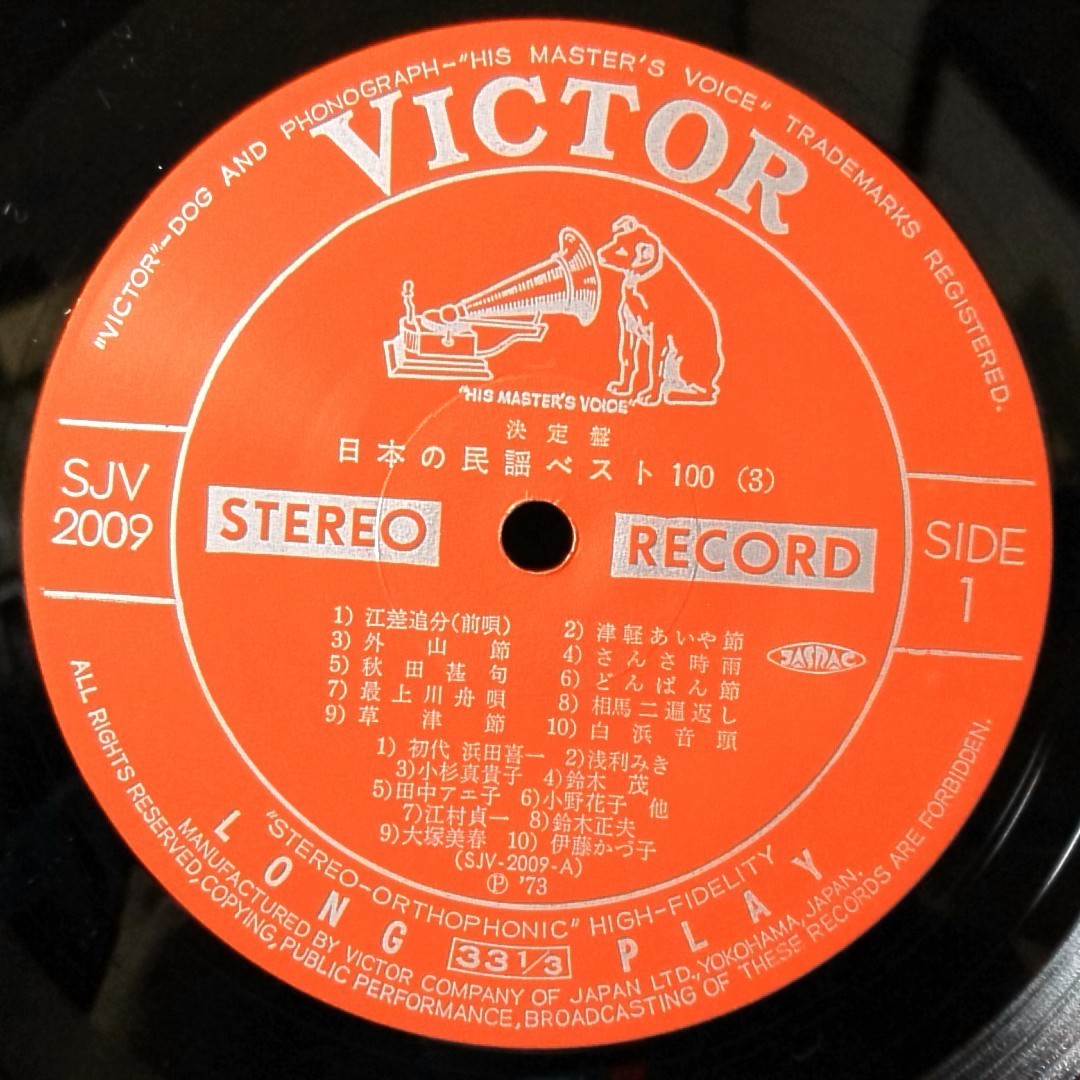 "VICTOR"-DOG AND PHONOGRAPH-"HIS MASTER'S VOICE" TRADEMARKS REGISTERED.
VICTOR
"HIS MASTER'S VOICE"
決定盤
日本の民謡ベスト100 (3)
SJV
2009
STEREO RECORD
SIDE
1
1) 江差追分(前唄) 2) 津軽あいや節
3) 外山節 4) さんさ時雨
5) 秋田甚句 6) どんぱん節
7) 最上川舟唄 8) 相馬二遍返し
9) 草津節 10) 白浜音頭
JASRAC
1) 初代 浜田喜一 2)浅利みき
3)小杉真貴子 4)鈴木 茂
5)田中アエ子 6)小野花子 他
7)江村貞一 8)鈴木正夫
9)大塚美春 10) 伊藤かづ子
(SJV-2009-A)
Ⓟ '73
"STEREO-ORTHOPHONIC" HIGH-FIDELITY
LONG PLAY
33 1/3
MANUFACTURED BY VICTOR COMPANY OF JAPAN LTD., YOKOHAMA, JAPAN.
ALL RIGHTS RESERVED, COPYING, PUBLIC PERFORMANCE, BROADCASTING OF THESE RECORDS ARE FORBIDDEN.